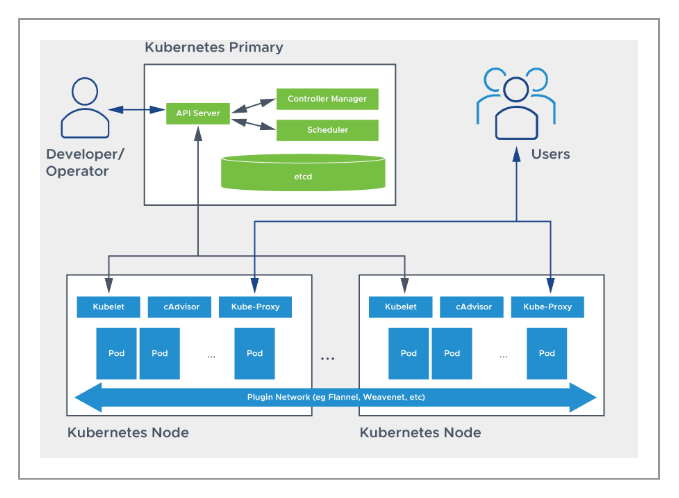 Kubernetes Primary
API Server
Controller Manager
Scheduler
etcd
Developer/
Operator
Users
Kubelet
cAdvisor
Kube-Proxy
Pod
Pod
...
Pod
Kubernetes Node
...
Kubelet
cAdvisor
Kube-Proxy
Pod
Pod
...
Pod
Plugin Network (eg Flannel, Weavenet, etc)
Kubernetes Node